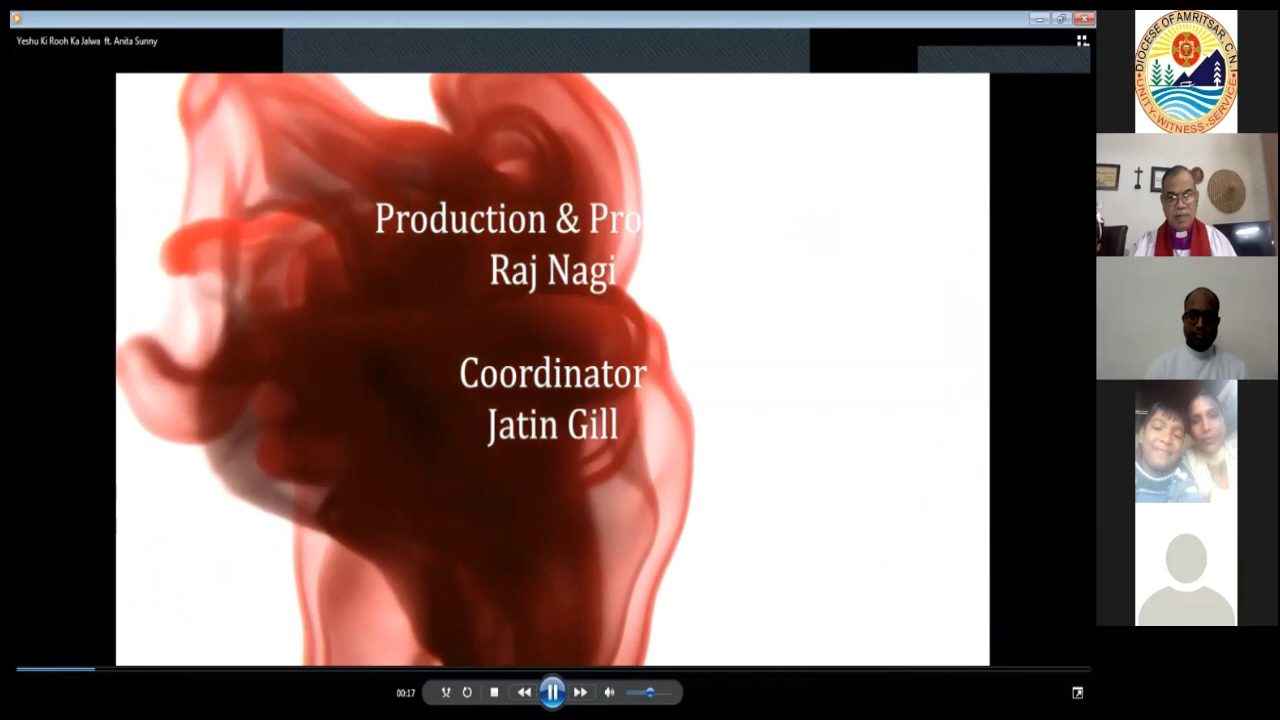 Yeshu Ki Rooh Ka Jalwa ft. Anita Sunny
Production & Pro
Raj Nagi
Coordinator
Jatin Gill
00:17
DIOCESE OF AMRITSAR, C.N.I
UNITY-WITNESS-SERVICE